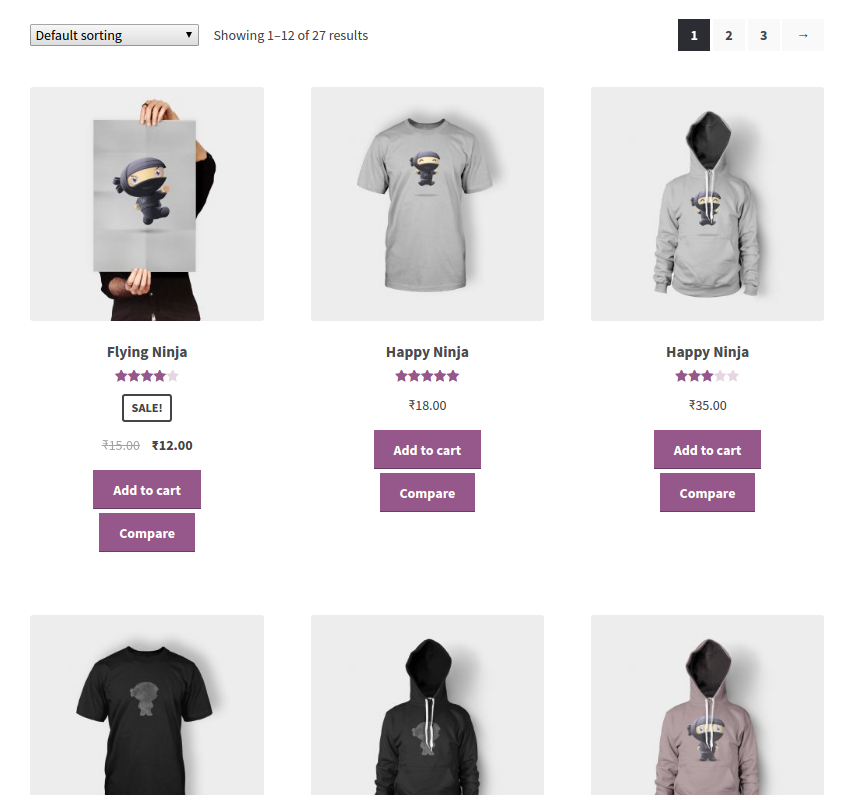 Default sorting
Showing 1–12 of 27 results
1 2 3 →
Flying Ninja
SALE!
₹15.00 ₹12.00
Add to cart
Compare
Happy Ninja
₹18.00
Add to cart
Compare
Happy Ninja
₹35.00
Add to cart
Compare